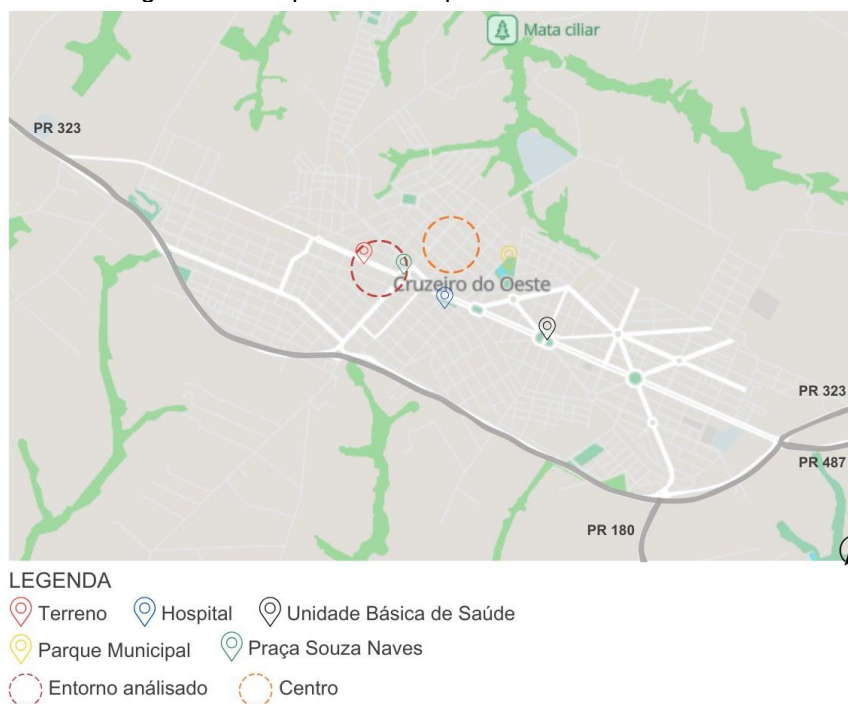 Mata ciliar
PR 323
Cruzeiro do Oeste
PR 323
PR 487
PR 180
LEGENDA
Terreno Hospital Unidade Básica de Saúde
Parque Municipal Praça Souza Naves
Entorno análisado Centro